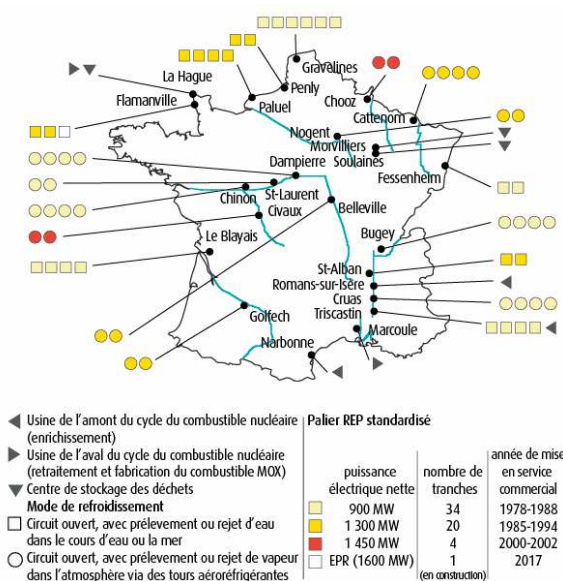 Gravelines
Penly
La Hague
Flamanville
Paluel
Chooz
Cattenom
Nogent
Morvilliers
Soulaines
Dampierre
Fessenheim
St-Laurent
Chinon
Civaux
Belleville
Le Blayais
Bugey
St-Alban
Romans-sur-Isère
Cruas
Triscastin
Golfech
Marcoule
Narbonne
Usine de l'amont du cycle du combustible nucléaire
(enrichissement)
Usine de l'aval du cycle du combustible nucléaire
(retraitement et fabrication du combustible MOX)
Centre de stockage des déchets
Mode de refroidissement
Circuit ouvert, avec prélevement ou rejet d'eau
dans le cours d'eau ou la mer
Circuit ouvert, avec prélevement ou rejet de vapeur
dans l'atmosphère via des tours aéroréfrigérantes
Palier REP standardisé
puissance électrique nette
nombre de tranches
année de mise en service commercial
900 MW 34 1978-1988
1 300 MW 20 1985-1994
1 450 MW 4 2000-2002
EPR (1600 MW) 1 2017
(en construction)